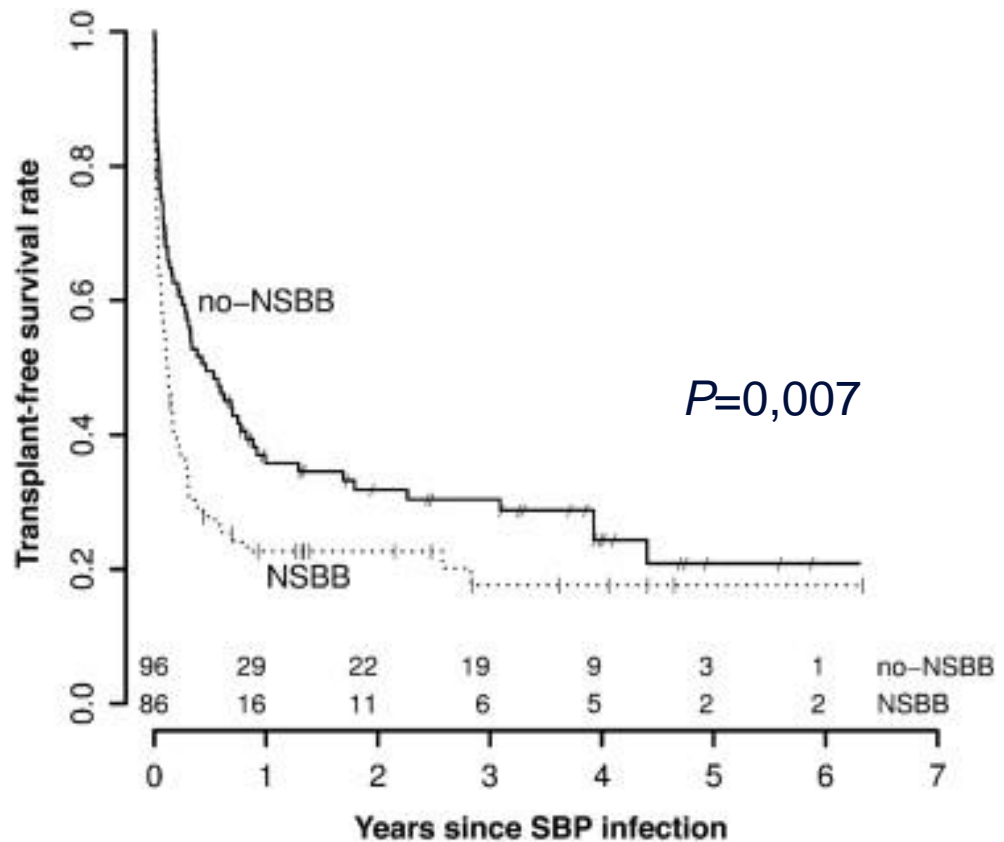 Transplant-free survival rate
1.0
0.8
0.6
0.4
0.2
0.0
no-NSBB
P=0,007
NSBB
96 29 22 19 9 3 1 no-NSBB
86 16 11 6 5 2 2 NSBB
0 1 2 3 4 5 6 7
Years since SBP infection